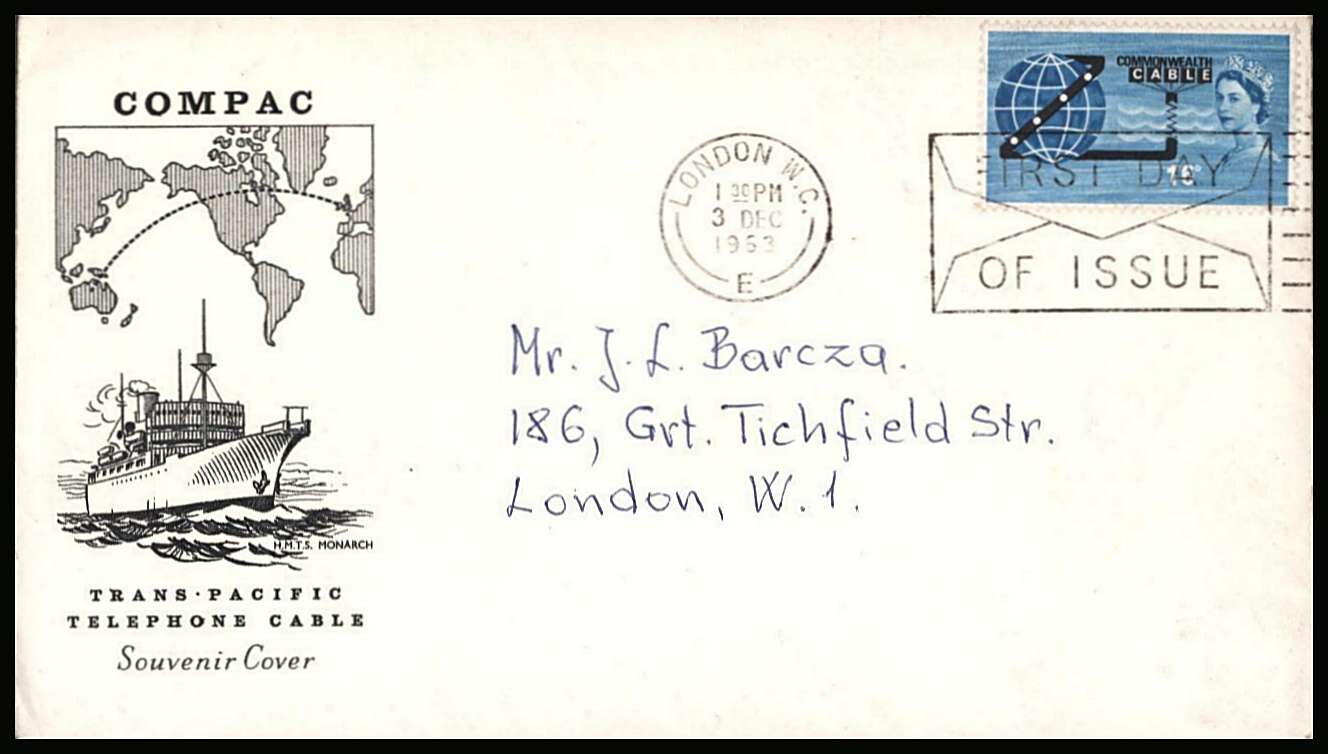 COMPAC
H.M.T.S. MONARCH
TRANS·PACIFIC
TELEPHONE CABLE
Souvenir Cover
LONDON W.C.
1 30 PM
3 DEC
1963
E
COMMONWEALTH
CABLE
FIRST DAY
OF ISSUE
Mr. J. L. Barcza.
186, Grt. Tichfield Str.
London, W. 1.